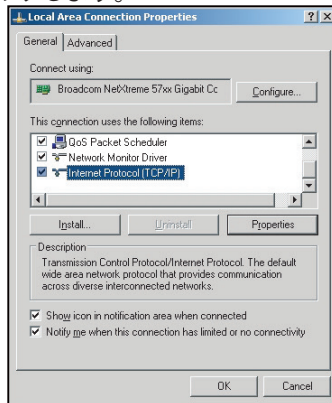 Local Area Connection Properties
General
Advanced
Connect using:
Broadcom NetXtreme 57xx Gigabit Cc
Configure...
This connection uses the following items:
QoS Packet Scheduler
Network Monitor Driver
Internet Protocol (TCP/IP)
Install...
Uninstall
Properties
Description
Transmission Control Protocol/Internet Protocol. The default
wide area network protocol that provides communication
across diverse interconnected networks.
Show icon in notification area when connected
Notify me when this connection has limited or no connectivity
OK
Cancel